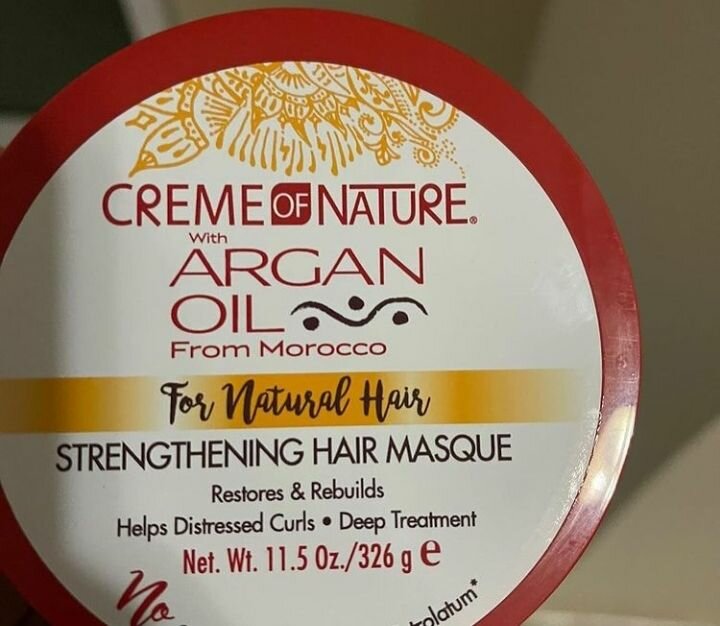 CREME OF NATURE®
With
ARGAN
OIL
From Morocco
For Natural Hair
STRENGTHENING HAIR MASQUE
Restores & Rebuilds
Helps Distressed Curls • Deep Treatment
Net. Wt. 11.5 Oz./326 g e
No